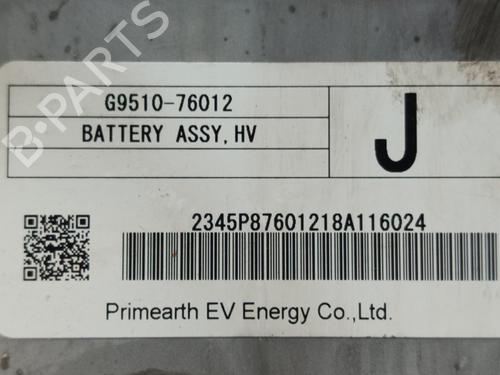 G9510-76012
BATTERY ASSY,HV
J
2345P87601218A116024
Primearth EV Energy Co.,Ltd.
B-PARTS